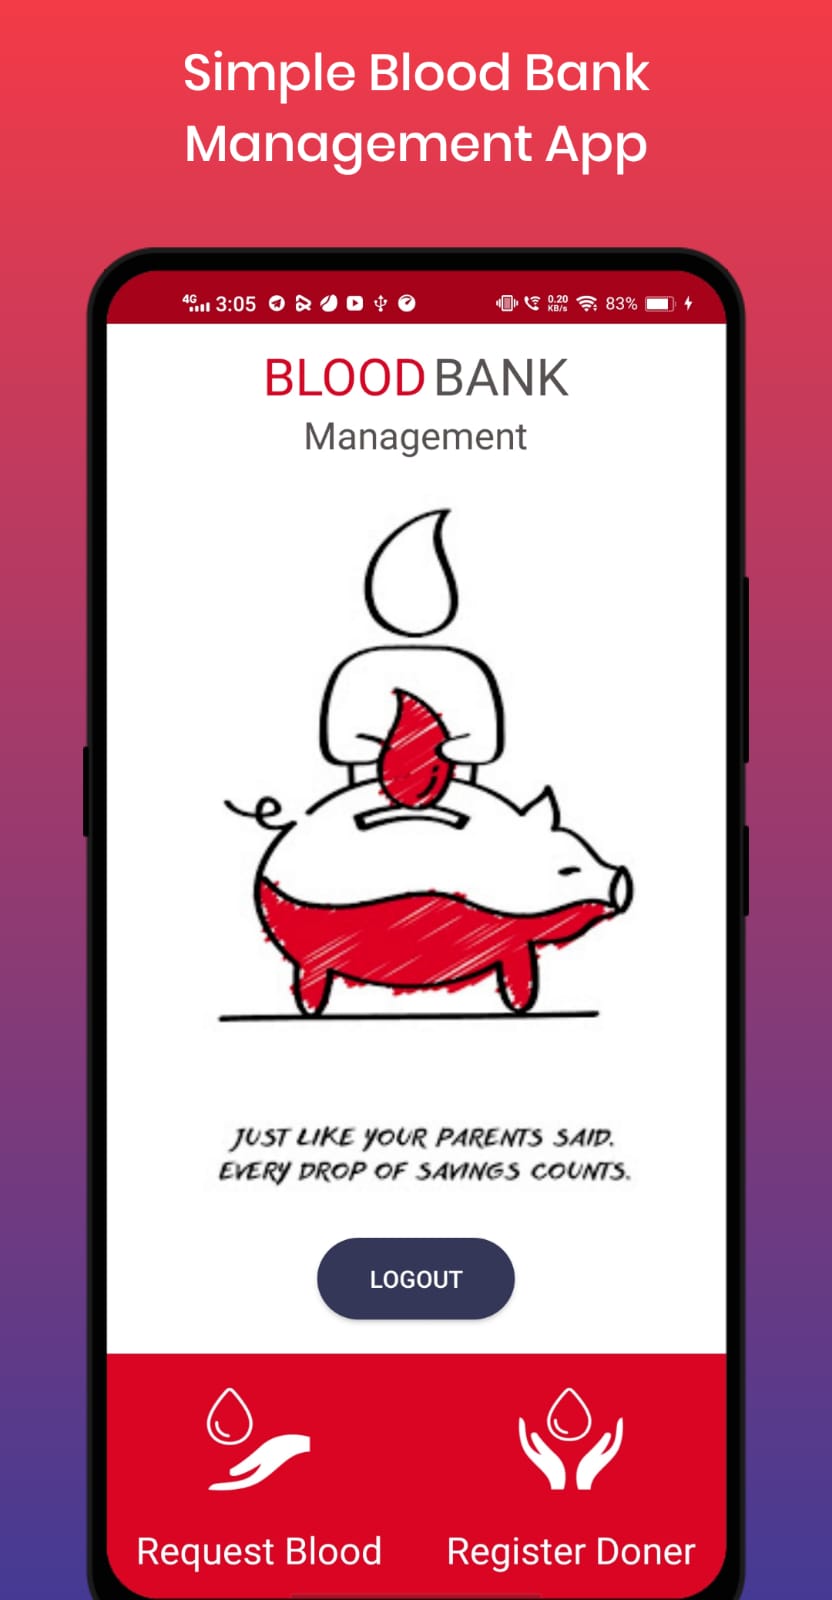 Simple Blood Bank
Management App
4G 3:05 0.20 KB/s 83%
BLOOD BANK
Management
JUST LIKE YOUR PARENTS SAID.
EVERY DROP OF SAVINGS COUNTS.
LOGOUT
Request Blood Register Doner